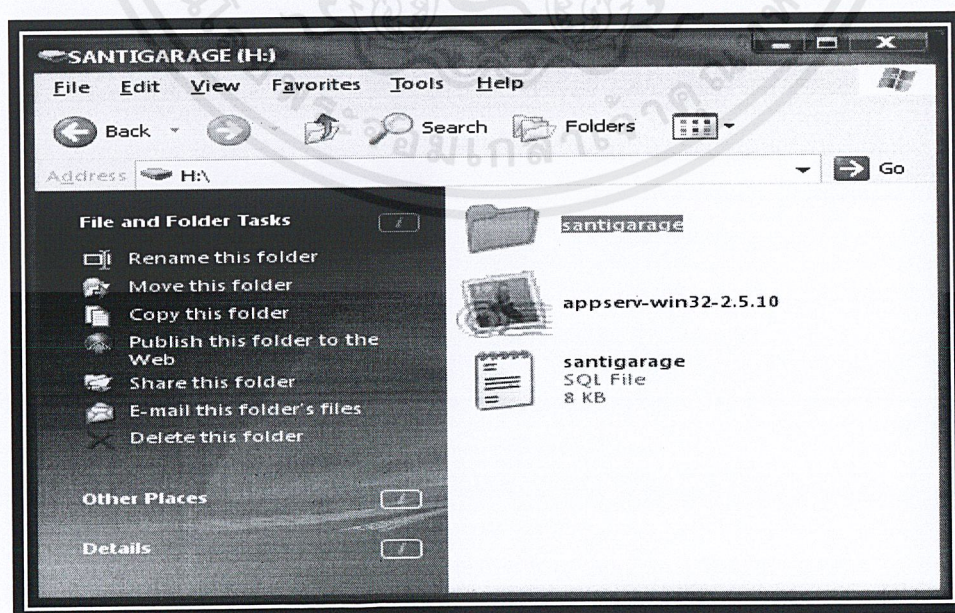 SANTIGARAGE (H:)
File Edit View Favorites Tools Help
Back Search Folders
Address H:\ Go
File and Folder Tasks
Rename this folder
Move this folder
Copy this folder
Publish this folder to the
Web
Share this folder
E-mail this folder's files
Delete this folder
Other Places
Details
santigarage
appserv-win32-2.5.10
santigarage
SQL File
8 KB